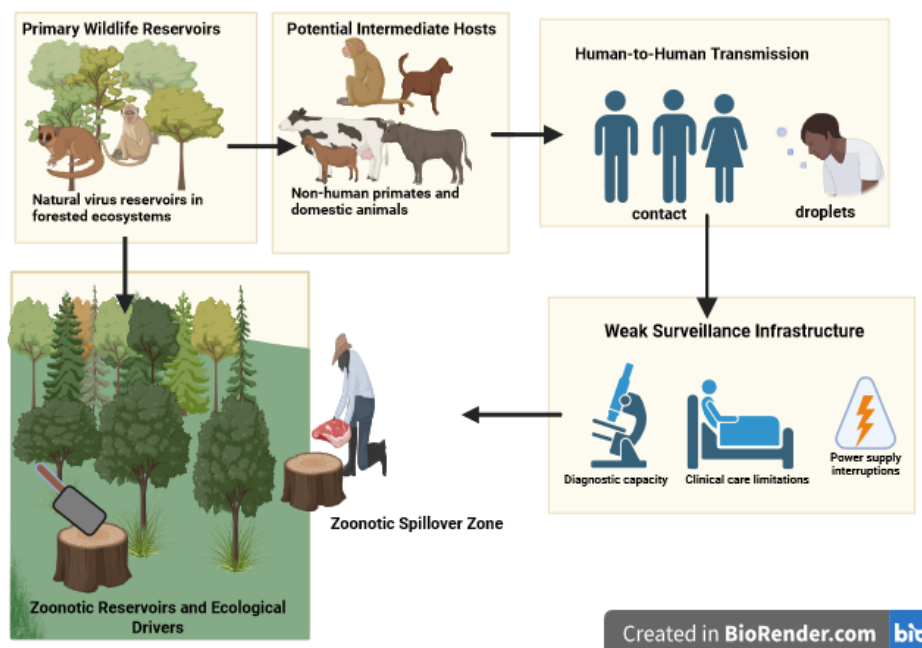 Primary Wildlife Reservoirs
Natural virus reservoirs in
forested ecosystems
Potential Intermediate Hosts
Non-human primates and
domestic animals
Human-to-Human Transmission
contact
droplets
Weak Surveillance Infrastructure
Diagnostic capacity
Clinical care limitations
Power supply
interruptions
Zoonotic Spillover Zone
Zoonotic Reservoirs and Ecological
Drivers
Created in BioRender.com